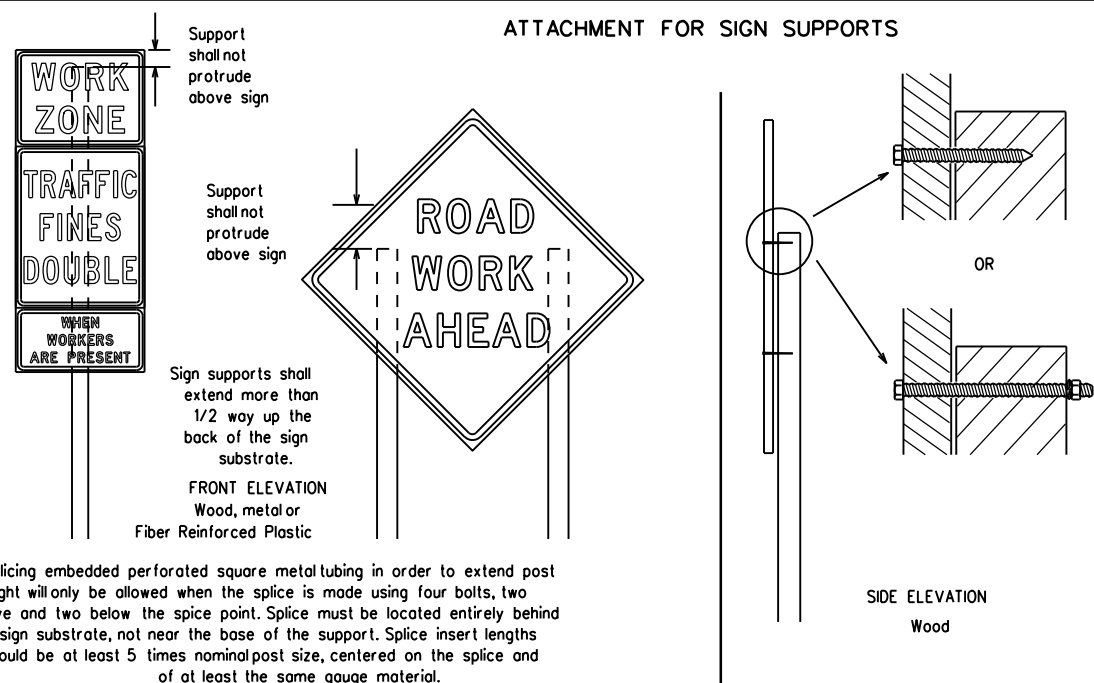 ATTACHMENT FOR SIGN SUPPORTS
Support
shall not
protrude
above sign
WORK
ZONE
TRAFFIC
FINES
DOUBLE
WHEN
WORKERS
ARE PRESENT
Support
shall not
protrude
above sign
ROAD
WORK
AHEAD
Sign supports shall
extend more than
1/2 way up the
back of the sign
substrate.
FRONT ELEVATION
Wood, metal or
Fiber Reinforced Plastic
licing embedded perforated square metal tubing in order to extend post
ght will only be allowed when the splice is made using four bolts, two
ve and two below the spice point. Splice must be located entirely behind
sign substrate, not near the base of the support. Splice insert lengths
ould be at least 5 times nominal post size, centered on the splice and
of at least the same gauge material.
OR
SIDE ELEVATION
Wood